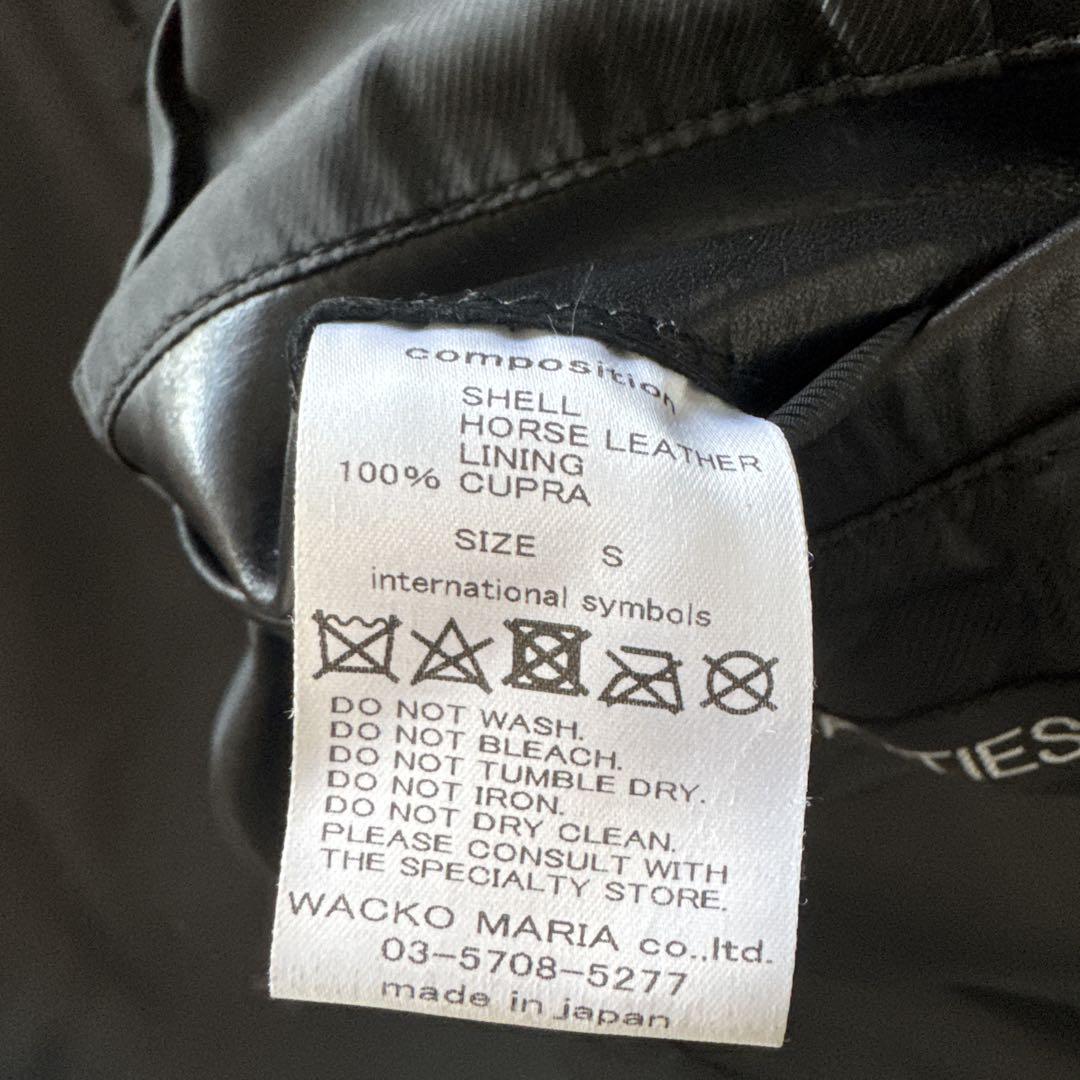 composition
SHELL
HORSE LEATHER
LINING
100% CUPRA
SIZE S
international symbols
DO NOT WASH.
DO NOT BLEACH.
DO NOT TUMBLE DRY.
DO NOT IRON.
DO NOT DRY CLEAN.
PLEASE CONSULT WITH
THE SPECIALTY STORE.
WACKO MARIA co.,ltd.
03-5708-5277
made in japan
TIES